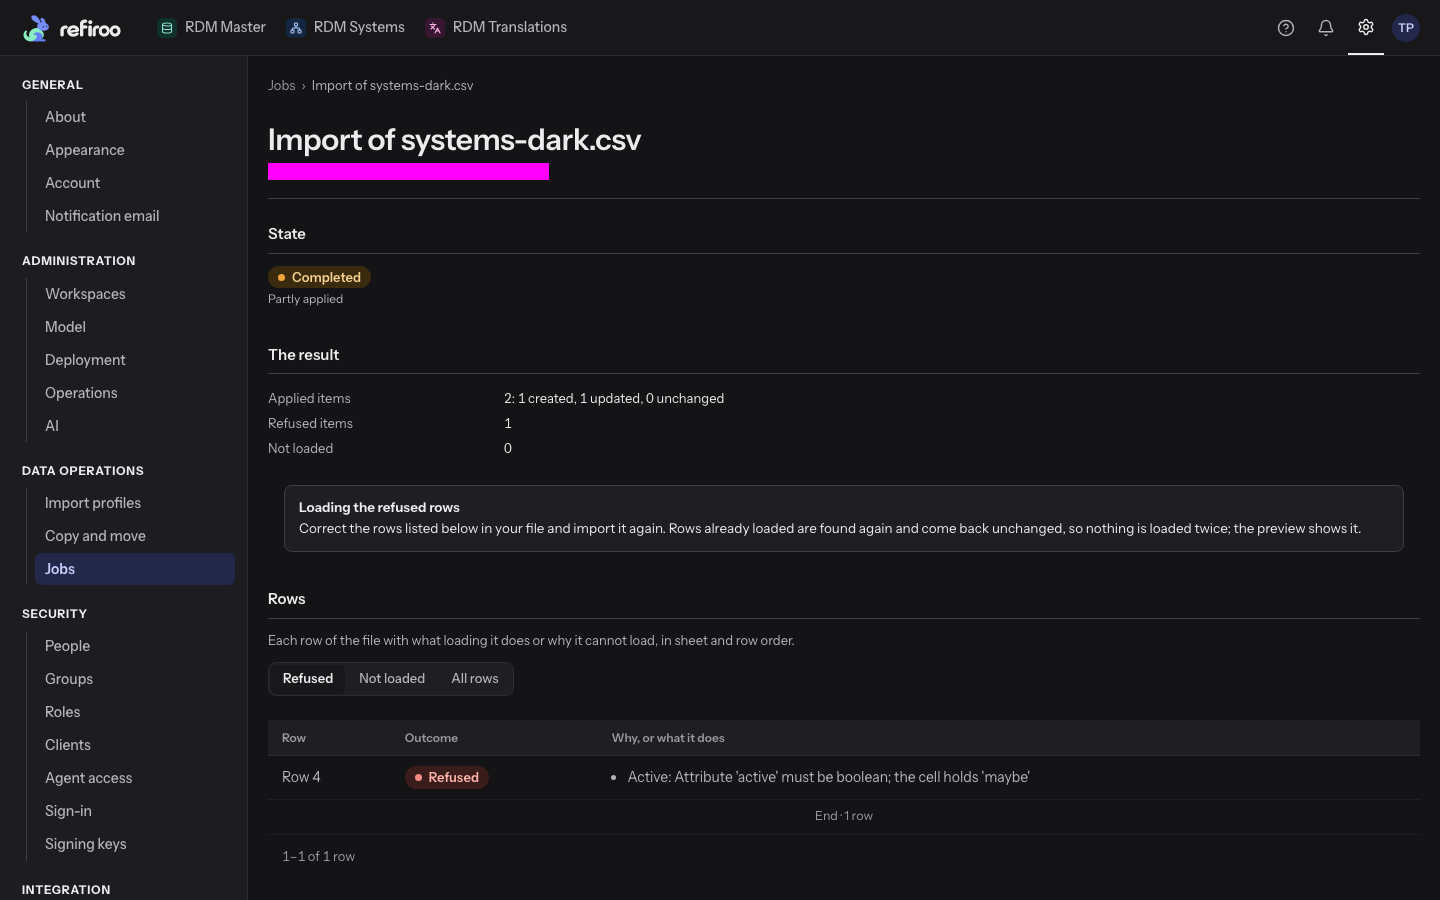 refiroo
RDM Master
RDM Systems
RDM Translations
TP
GENERAL
About
Appearance
Account
Notification email
ADMINISTRATION
Workspaces
Model
Deployment
Operations
AI
DATA OPERATIONS
Import profiles
Copy and move
Jobs
SECURITY
People
Groups
Roles
Clients
Agent access
Sign-in
Signing keys
INTEGRATION
Jobs › Import of systems-dark.csv
Import of systems-dark.csv
State
Completed
Partly applied
The result
Applied items 2: 1 created, 1 updated, 0 unchanged
Refused items 1
Not loaded 0
Loading the refused rows
Correct the rows listed below in your file and import it again. Rows already loaded are found again and come back unchanged, so nothing is loaded twice; the preview shows it.
Rows
Each row of the file with what loading it does or why it cannot load, in sheet and row order.
Refused Not loaded All rows
Row Outcome Why, or what it does
Row 4 Refused • Active: Attribute 'active' must be boolean; the cell holds 'maybe'
End · 1 row
1–1 of 1 row